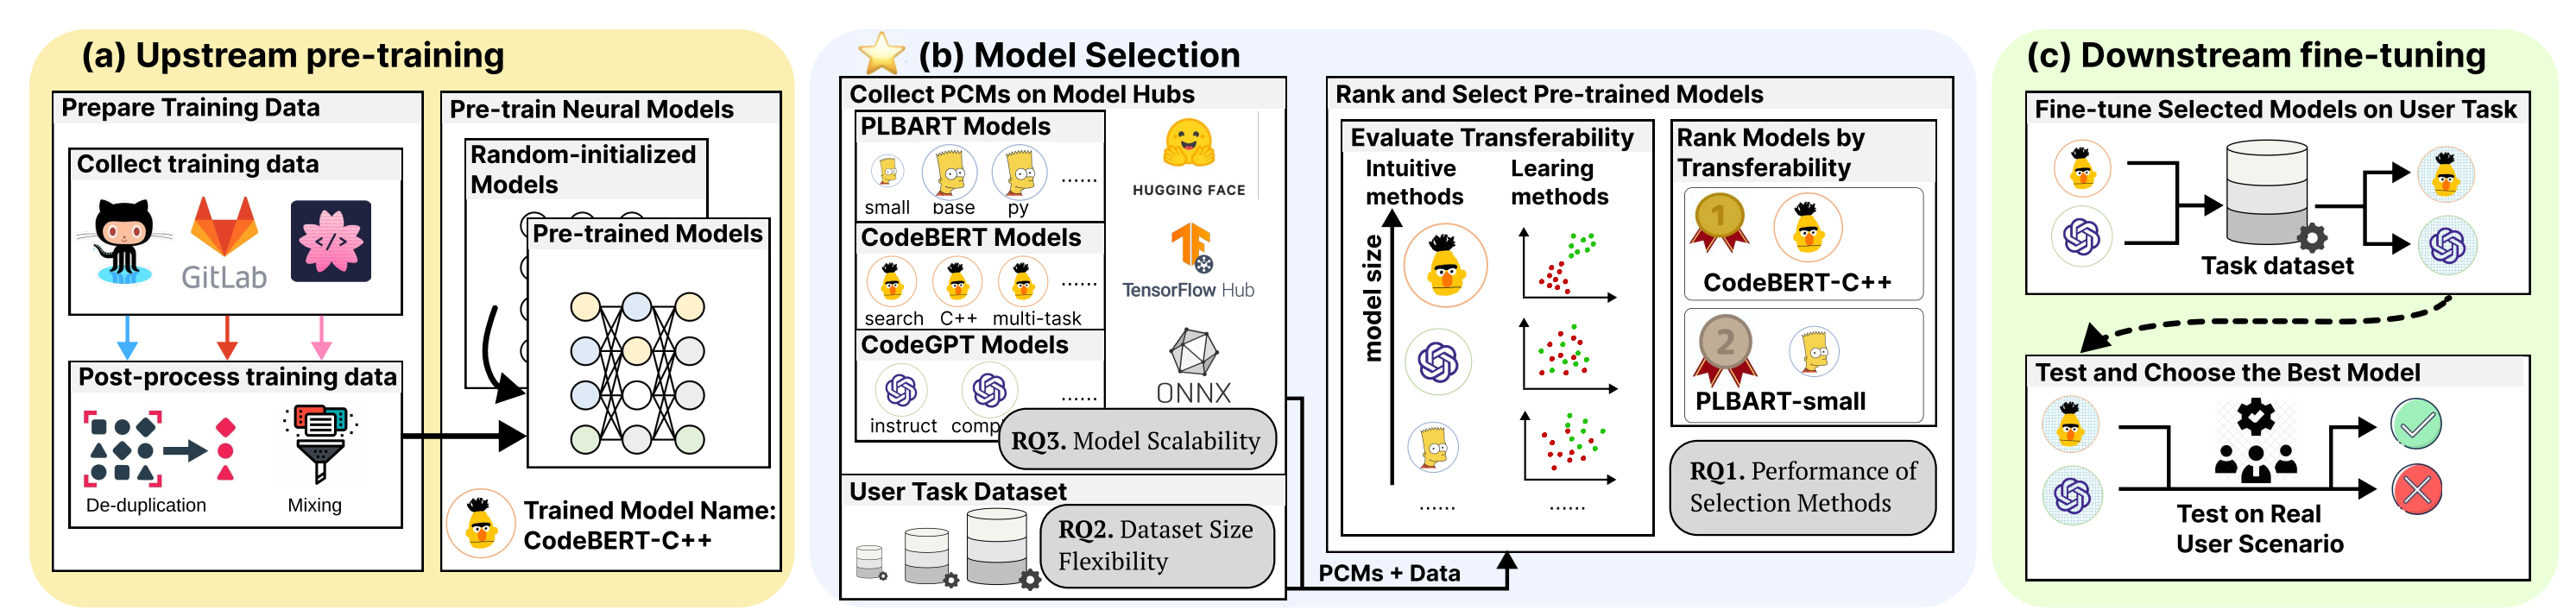 (a) Upstream pre-training
Prepare Training Data
Collect training data
GitLab
</>
Post-process training data
De-duplication
Mixing
Pre-train Neural Models
Random-initialized
Models
Pre-trained Models
Trained Model Name:
CodeBERT-C++
(b) Model Selection
Collect PCMs on Model Hubs
PLBART Models
small
base
py
......
CodeBERT Models
search
C++
multi-task
......
CodeGPT Models
instruct
comp
......
HUGGING FACE
TensorFlow Hub
ONNX
RQ3. Model Scalability
User Task Dataset
RQ2. Dataset Size
Flexibility
PCMs + Data
Rank and Select Pre-trained Models
Evaluate Transferability
Intuitive
methods
Learing
methods
model size
......
......
Rank Models by
Transferability
1
CodeBERT-C++
2
PLBART-small
RQ1. Performance of
Selection Methods
(c) Downstream fine-tuning
Fine-tune Selected Models on User Task
Task dataset
Test and Choose the Best Model
Test on Real
User Scenario